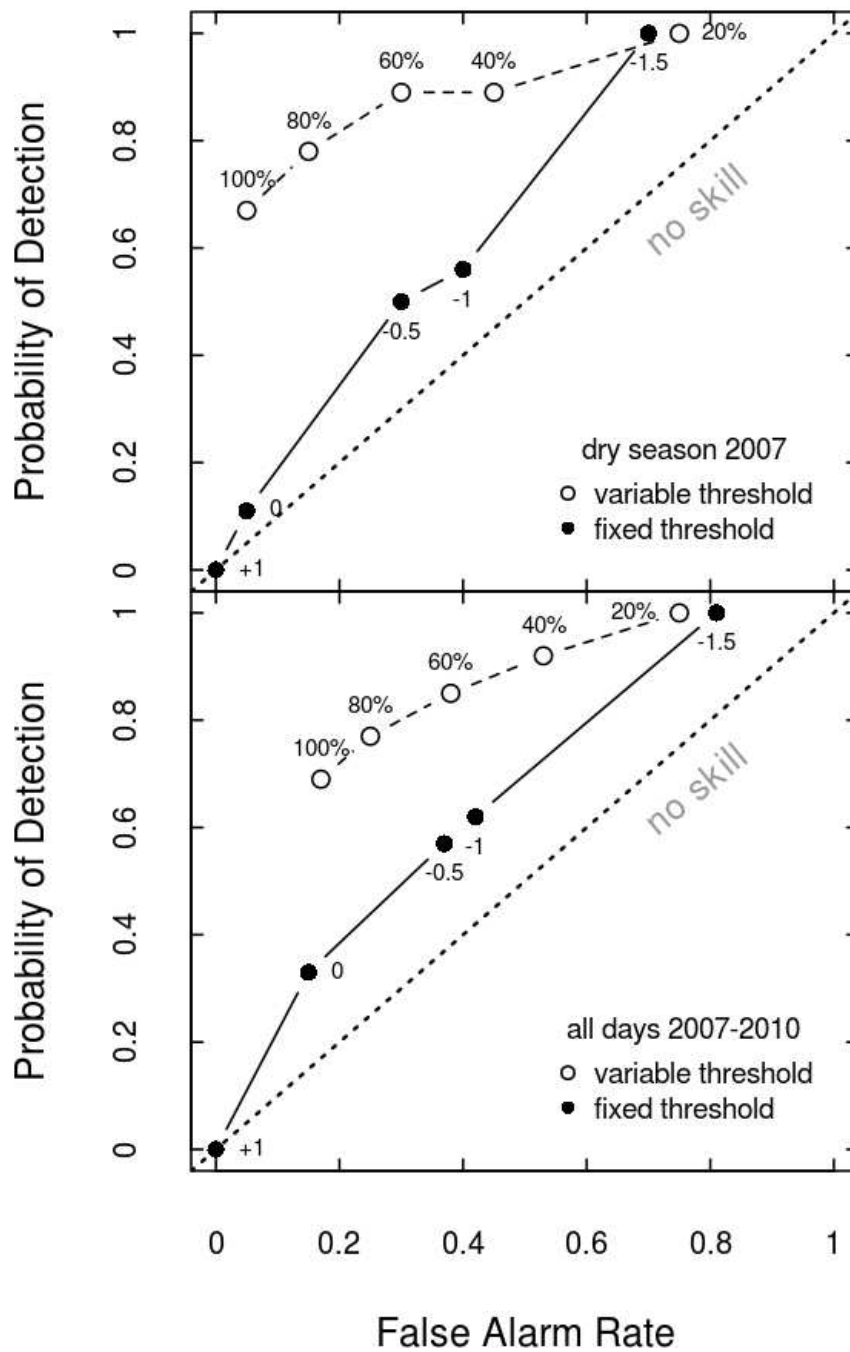 Probability of Detection
0 0.2 0.4 0.6 0.8 1
100%
80%
60%
40%
20%
-1.5
-1
-0.5
0
+1
no skill
dry season 2007
variable threshold
fixed threshold
Probability of Detection
0 0.2 0.4 0.6 0.8 1
100%
80%
60%
40%
20%
-1.5
-1
-0.5
0
+1
no skill
all days 2007-2010
variable threshold
fixed threshold
0 0.2 0.4 0.6 0.8 1
False Alarm Rate